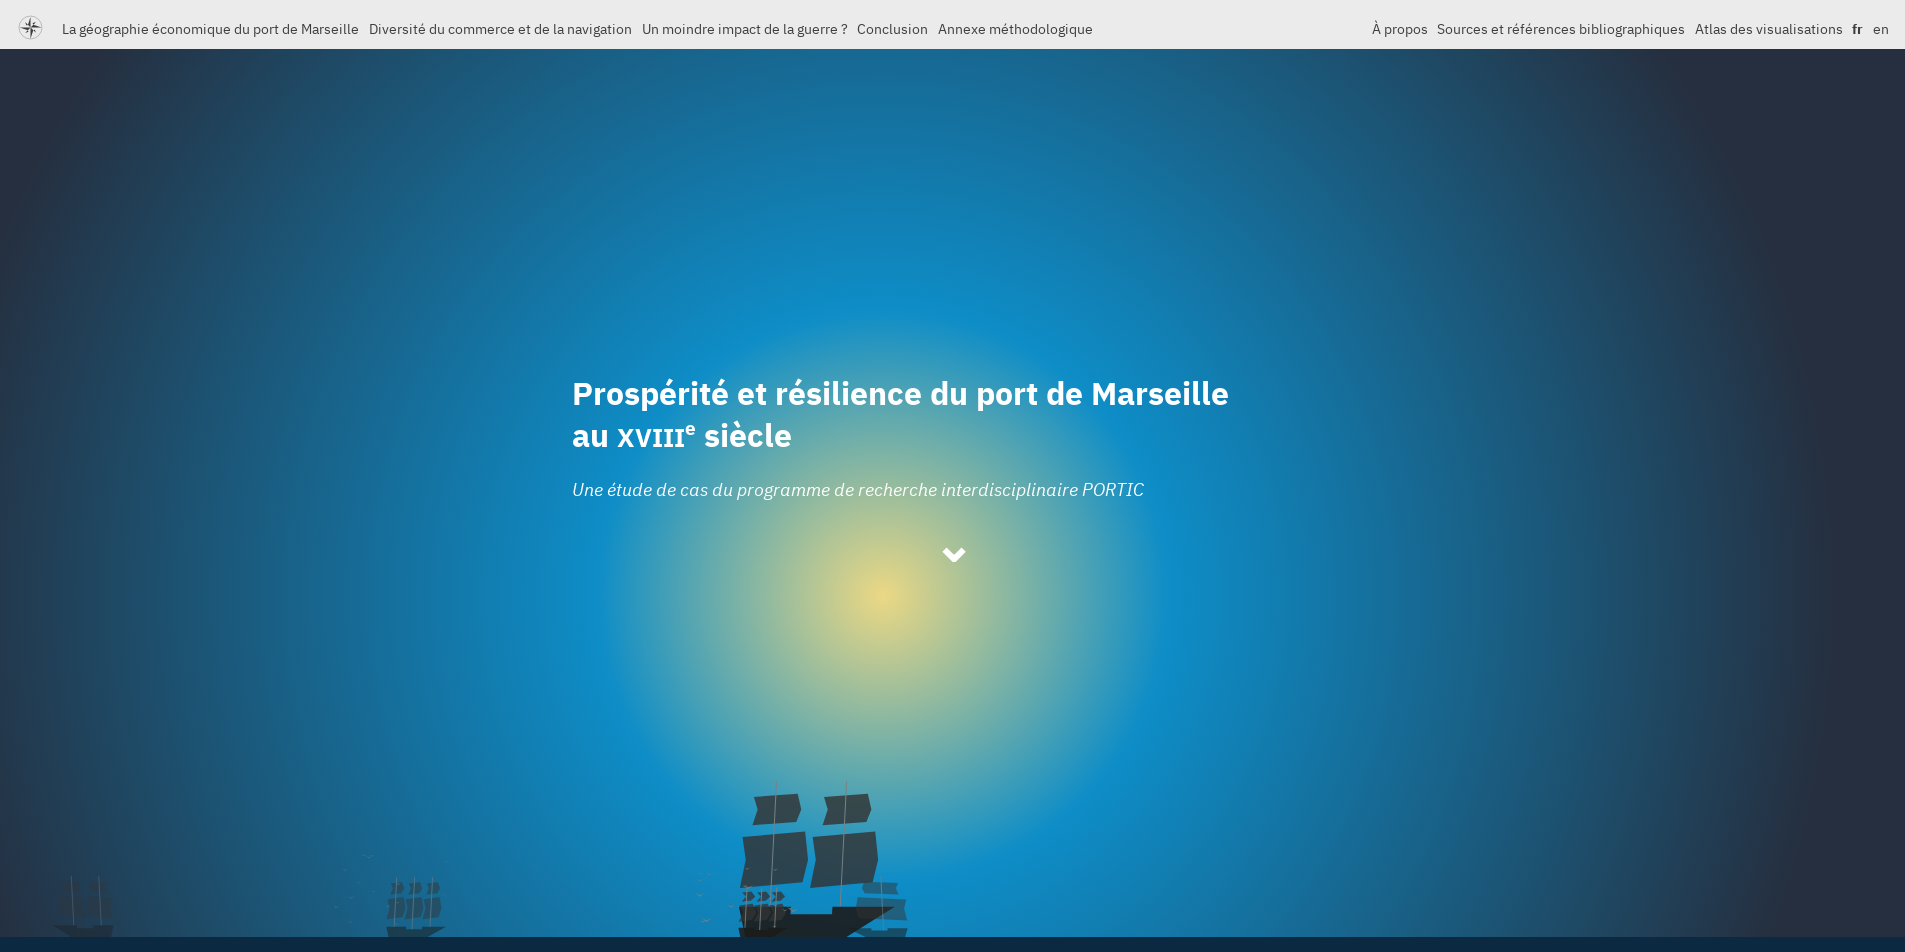 La géographie économique du port de Marseille Diversité du commerce et de la navigation Un moindre impact de la guerre ? Conclusion Annexe méthodologique À propos Sources et références bibliographiques Atlas des visualisations fr en
Prospérité et résilience du port de Marseille
au XVIIIe siècle
Une étude de cas du programme de recherche interdisciplinaire PORTIC